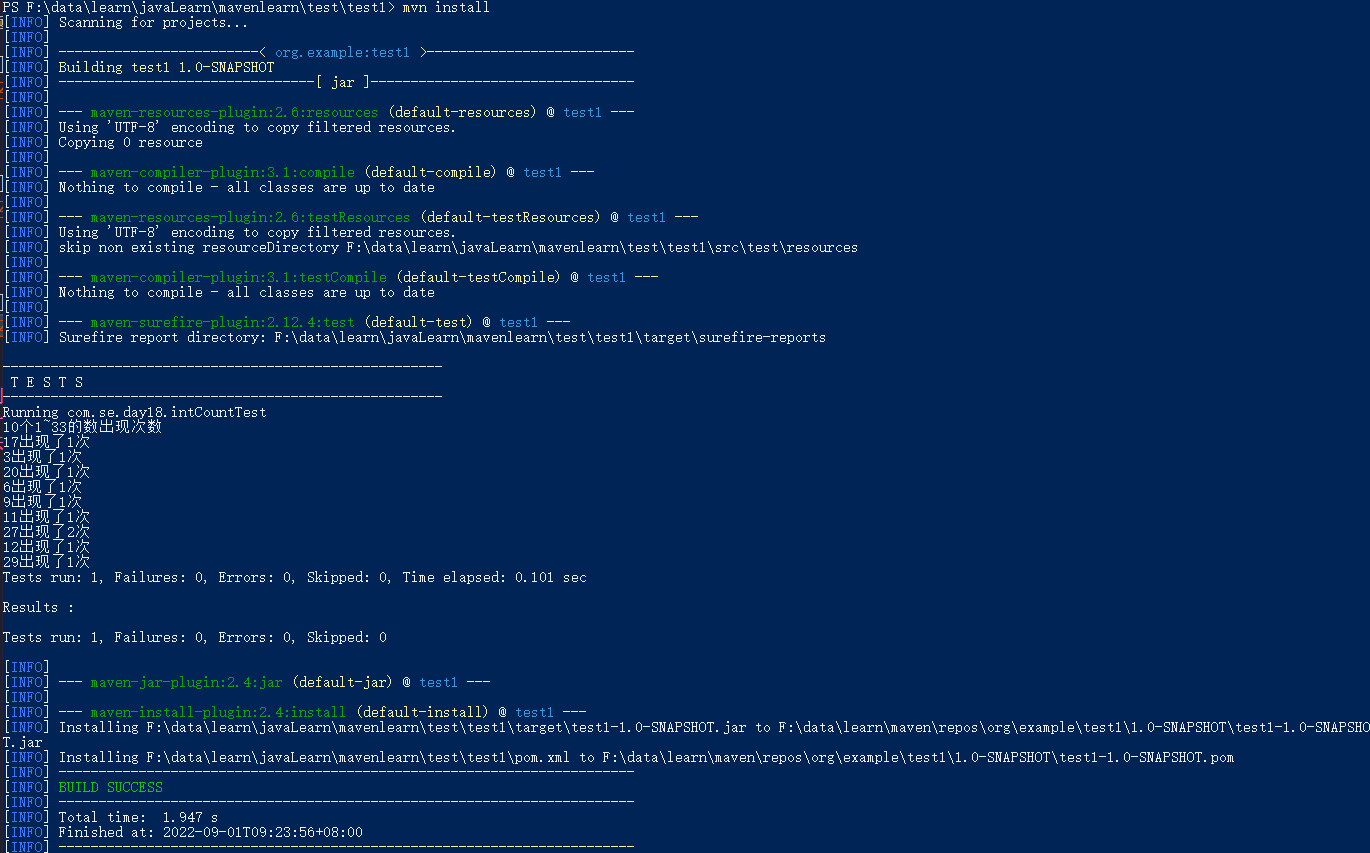 PS F:\data\learn\javaLearn\mavenlearn\test\test1> mvn install
[INFO] Scanning for projects...
[INFO]
[INFO] -------------------------< org.example:test1 >--------------------------
[INFO] Building test1 1.0-SNAPSHOT
[INFO] --------------------------------[ jar ]---------------------------------
[INFO]
[INFO] --- maven-resources-plugin:2.6:resources (default-resources) @ test1 ---
[INFO] Using 'UTF-8' encoding to copy filtered resources.
[INFO] Copying 0 resource
[INFO]
[INFO] --- maven-compiler-plugin:3.1:compile (default-compile) @ test1 ---
[INFO] Nothing to compile - all classes are up to date
[INFO]
[INFO] --- maven-resources-plugin:2.6:testResources (default-testResources) @ test1 ---
[INFO] Using 'UTF-8' encoding to copy filtered resources.
[INFO] skip non existing resourceDirectory F:\data\learn\javaLearn\mavenlearn\test\test1\src\test\resources
[INFO]
[INFO] --- maven-compiler-plugin:3.1:testCompile (default-testCompile) @ test1 ---
[INFO] Nothing to compile - all classes are up to date
[INFO]
[INFO] --- maven-surefire-plugin:2.12.4:test (default-test) @ test1 ---
[INFO] Surefire report directory: F:\data\learn\javaLearn\mavenlearn\test\test1\target\surefire-reports
-------------------------------------------------------
T E S T S
-------------------------------------------------------
Running com.se.day18.intCountTest
10个1~33的数出现次数
17出现了1次
3出现了1次
20出现了1次
6出现了1次
9出现了1次
11出现了1次
27出现了2次
12出现了1次
29出现了1次
Tests run: 1, Failures: 0, Errors: 0, Skipped: 0, Time elapsed: 0.101 sec
Results :
Tests run: 1, Failures: 0, Errors: 0, Skipped: 0
[INFO]
[INFO] --- maven-jar-plugin:2.4:jar (default-jar) @ test1 ---
[INFO]
[INFO] --- maven-install-plugin:2.4:install (default-install) @ test1 ---
[INFO] Installing F:\data\learn\javaLearn\mavenlearn\test\test1\target\test1-1.0-SNAPSHOT.jar to F:\data\learn\maven\repos\org\example\test1\1.0-SNAPSHOT\test1-1.0-SNAPSHO
T.jar
[INFO] Installing F:\data\learn\javaLearn\mavenlearn\test\test1\pom.xml to F:\data\learn\maven\repos\org\example\test1\1.0-SNAPSHOT\test1-1.0-SNAPSHOT.pom
[INFO] ------------------------------------------------------------------------
[INFO] BUILD SUCCESS
[INFO] ------------------------------------------------------------------------
[INFO] Total time:  1.947 s
[INFO] Finished at: 2022-09-01T09:23:56+08:00
[INFO] ------------------------------------------------------------------------